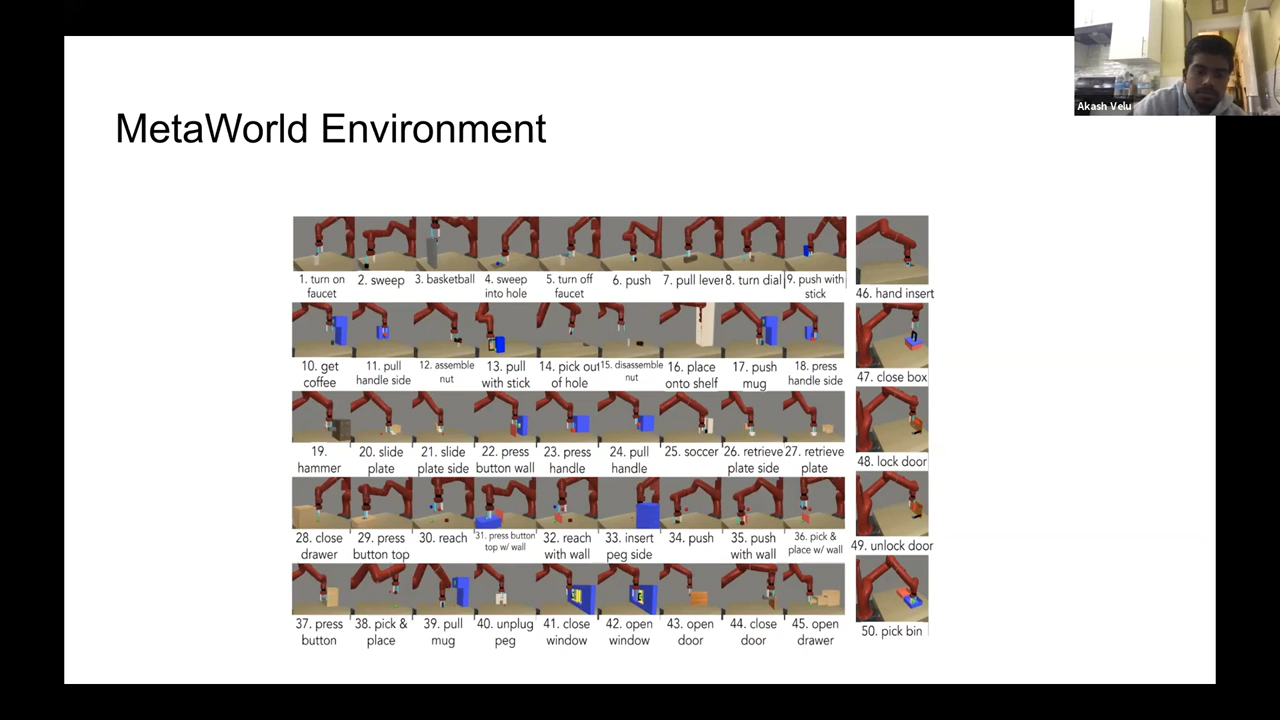 Akash Velu
MetaWorld Environment
1. turn on
faucet
2. sweep
3. basketball
4. sweep
into hole
5. turn off
faucet
6. push
7. pull lever
8. turn dial
9. push with
stick
46. hand insert
10. get
coffee
11. pull
handle side
12. assemble
nut
13. pull
with stick
14. pick out
of hole
15. disassemble
nut
16. place
onto shelf
17. push
mug
18. press
handle side
47. close box
19.
hammer
20. slide
plate
21. slide
plate side
22. press
button wall
23. press
handle
24. pull
handle
25. soccer
26. retrieve
plate side
27. retrieve
plate
48. lock door
28. close
drawer
29. press
button top
30. reach
31. press button
top w/ wall
32. reach
with wall
33. insert
peg side
34. push
35. push
with wall
36. pick &
place w/ wall
49. unlock door
37. press
button
38. pick &
place
39. pull
mug
40. unplug
peg
41. close
window
42. open
window
43. open
door
44. close
door
45. open
drawer
50. pick bin